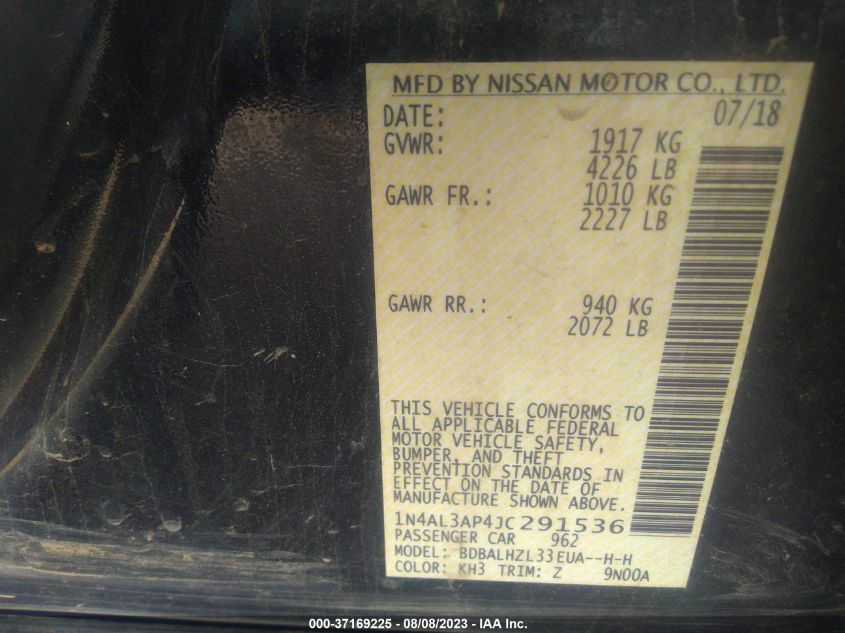 MFD BY NISSAN MOTOR CO., LTD.
DATE: 07/18
GVWR: 1917 KG
4226 LB
GAWR FR.: 1010 KG
2227 LB
GAWR RR.: 940 KG
2072 LB
THIS VEHICLE CONFORMS TO
ALL APPLICABLE FEDERAL
MOTOR VEHICLE SAFETY,
BUMPER, AND THEFT
PREVENTION STANDARDS IN
EFFECT ON THE DATE OF
MANUFACTURE SHOWN ABOVE.
1N4AL3AP4JC291536
PASSENGER CAR 962
MODEL: BDBALHZL33EUA--H-H
COLOR: KH3 TRIM: Z 9N00A
000-37169225 - 08/08/2023 - IAA Inc.